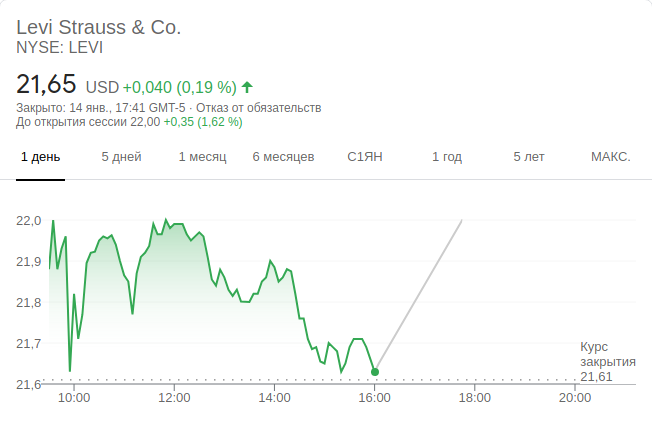 Levi Strauss & Co.
NYSE: LEVI
21,65 USD +0,040 (0,19 %)
Закрыто: 14 янв., 17:41 GMT-5 · Отказ от обязательств
До открытия сессии 22,00 +0,35 (1,62 %)
1 день 5 дней 1 месяц 6 месяцев С1ЯН 1 год 5 лет МАКС.
22,0
21,9
21,8
21,7
Курс
закрытия
21,61
21,6
10:00 12:00 14:00 16:00 18:00 20:00